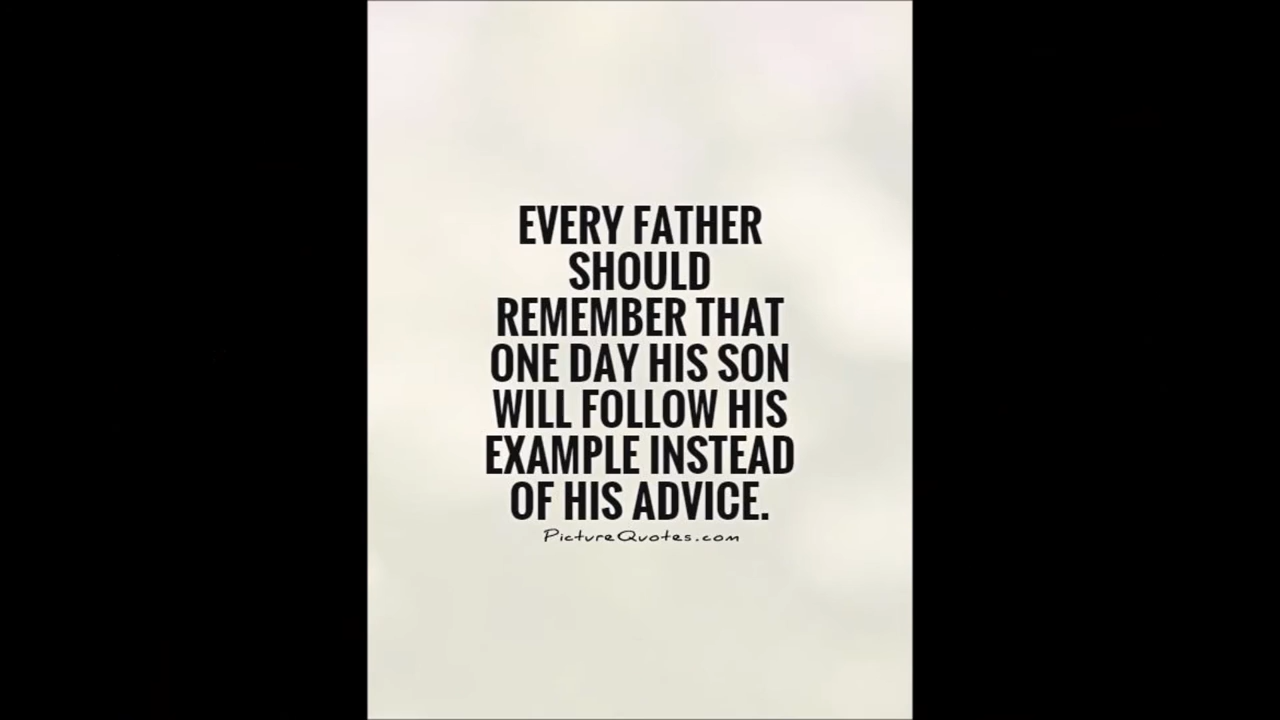 EVERY FATHER
SHOULD
REMEMBER THAT
ONE DAY HIS SON
WILL FOLLOW HIS
EXAMPLE INSTEAD
OF HIS ADVICE.
PictureQuotes.com